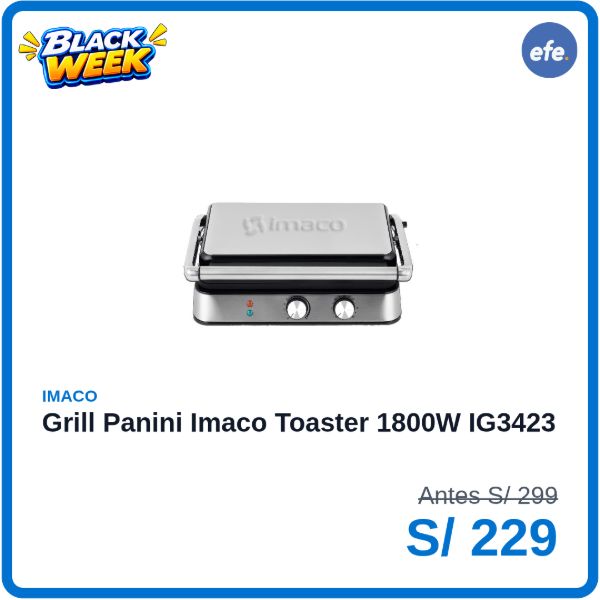 BLACK
WEEK
efe.
imaco
IMACO
Grill Panini Imaco Toaster 1800W IG3423
Antes S/ 299
S/ 229